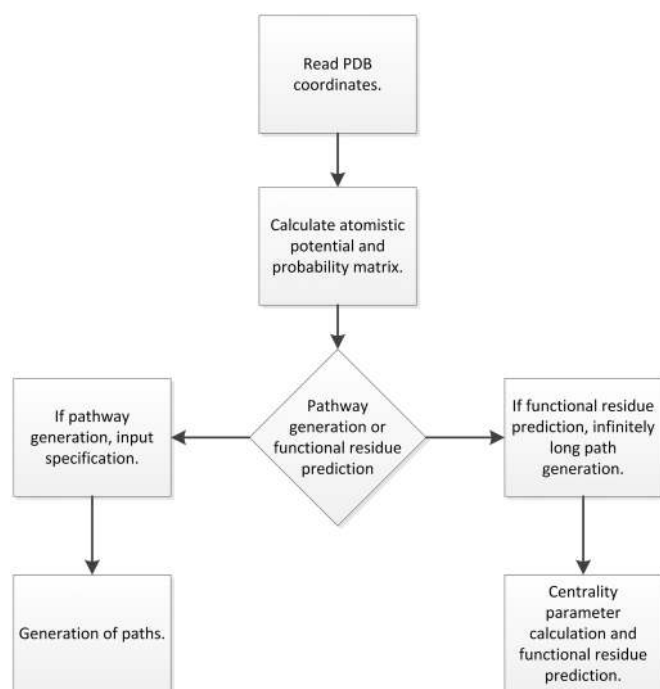 Read PDB
coordinates.
Calculate atomistic
potential and
probability matrix.
Pathway
generation or
functional residue
prediction
If pathway
generation, input
specification.
If functional residue
prediction, infinitely
long path
generation.
Generation of paths.
Centrality
parameter
calculation and
functional residue
prediction.